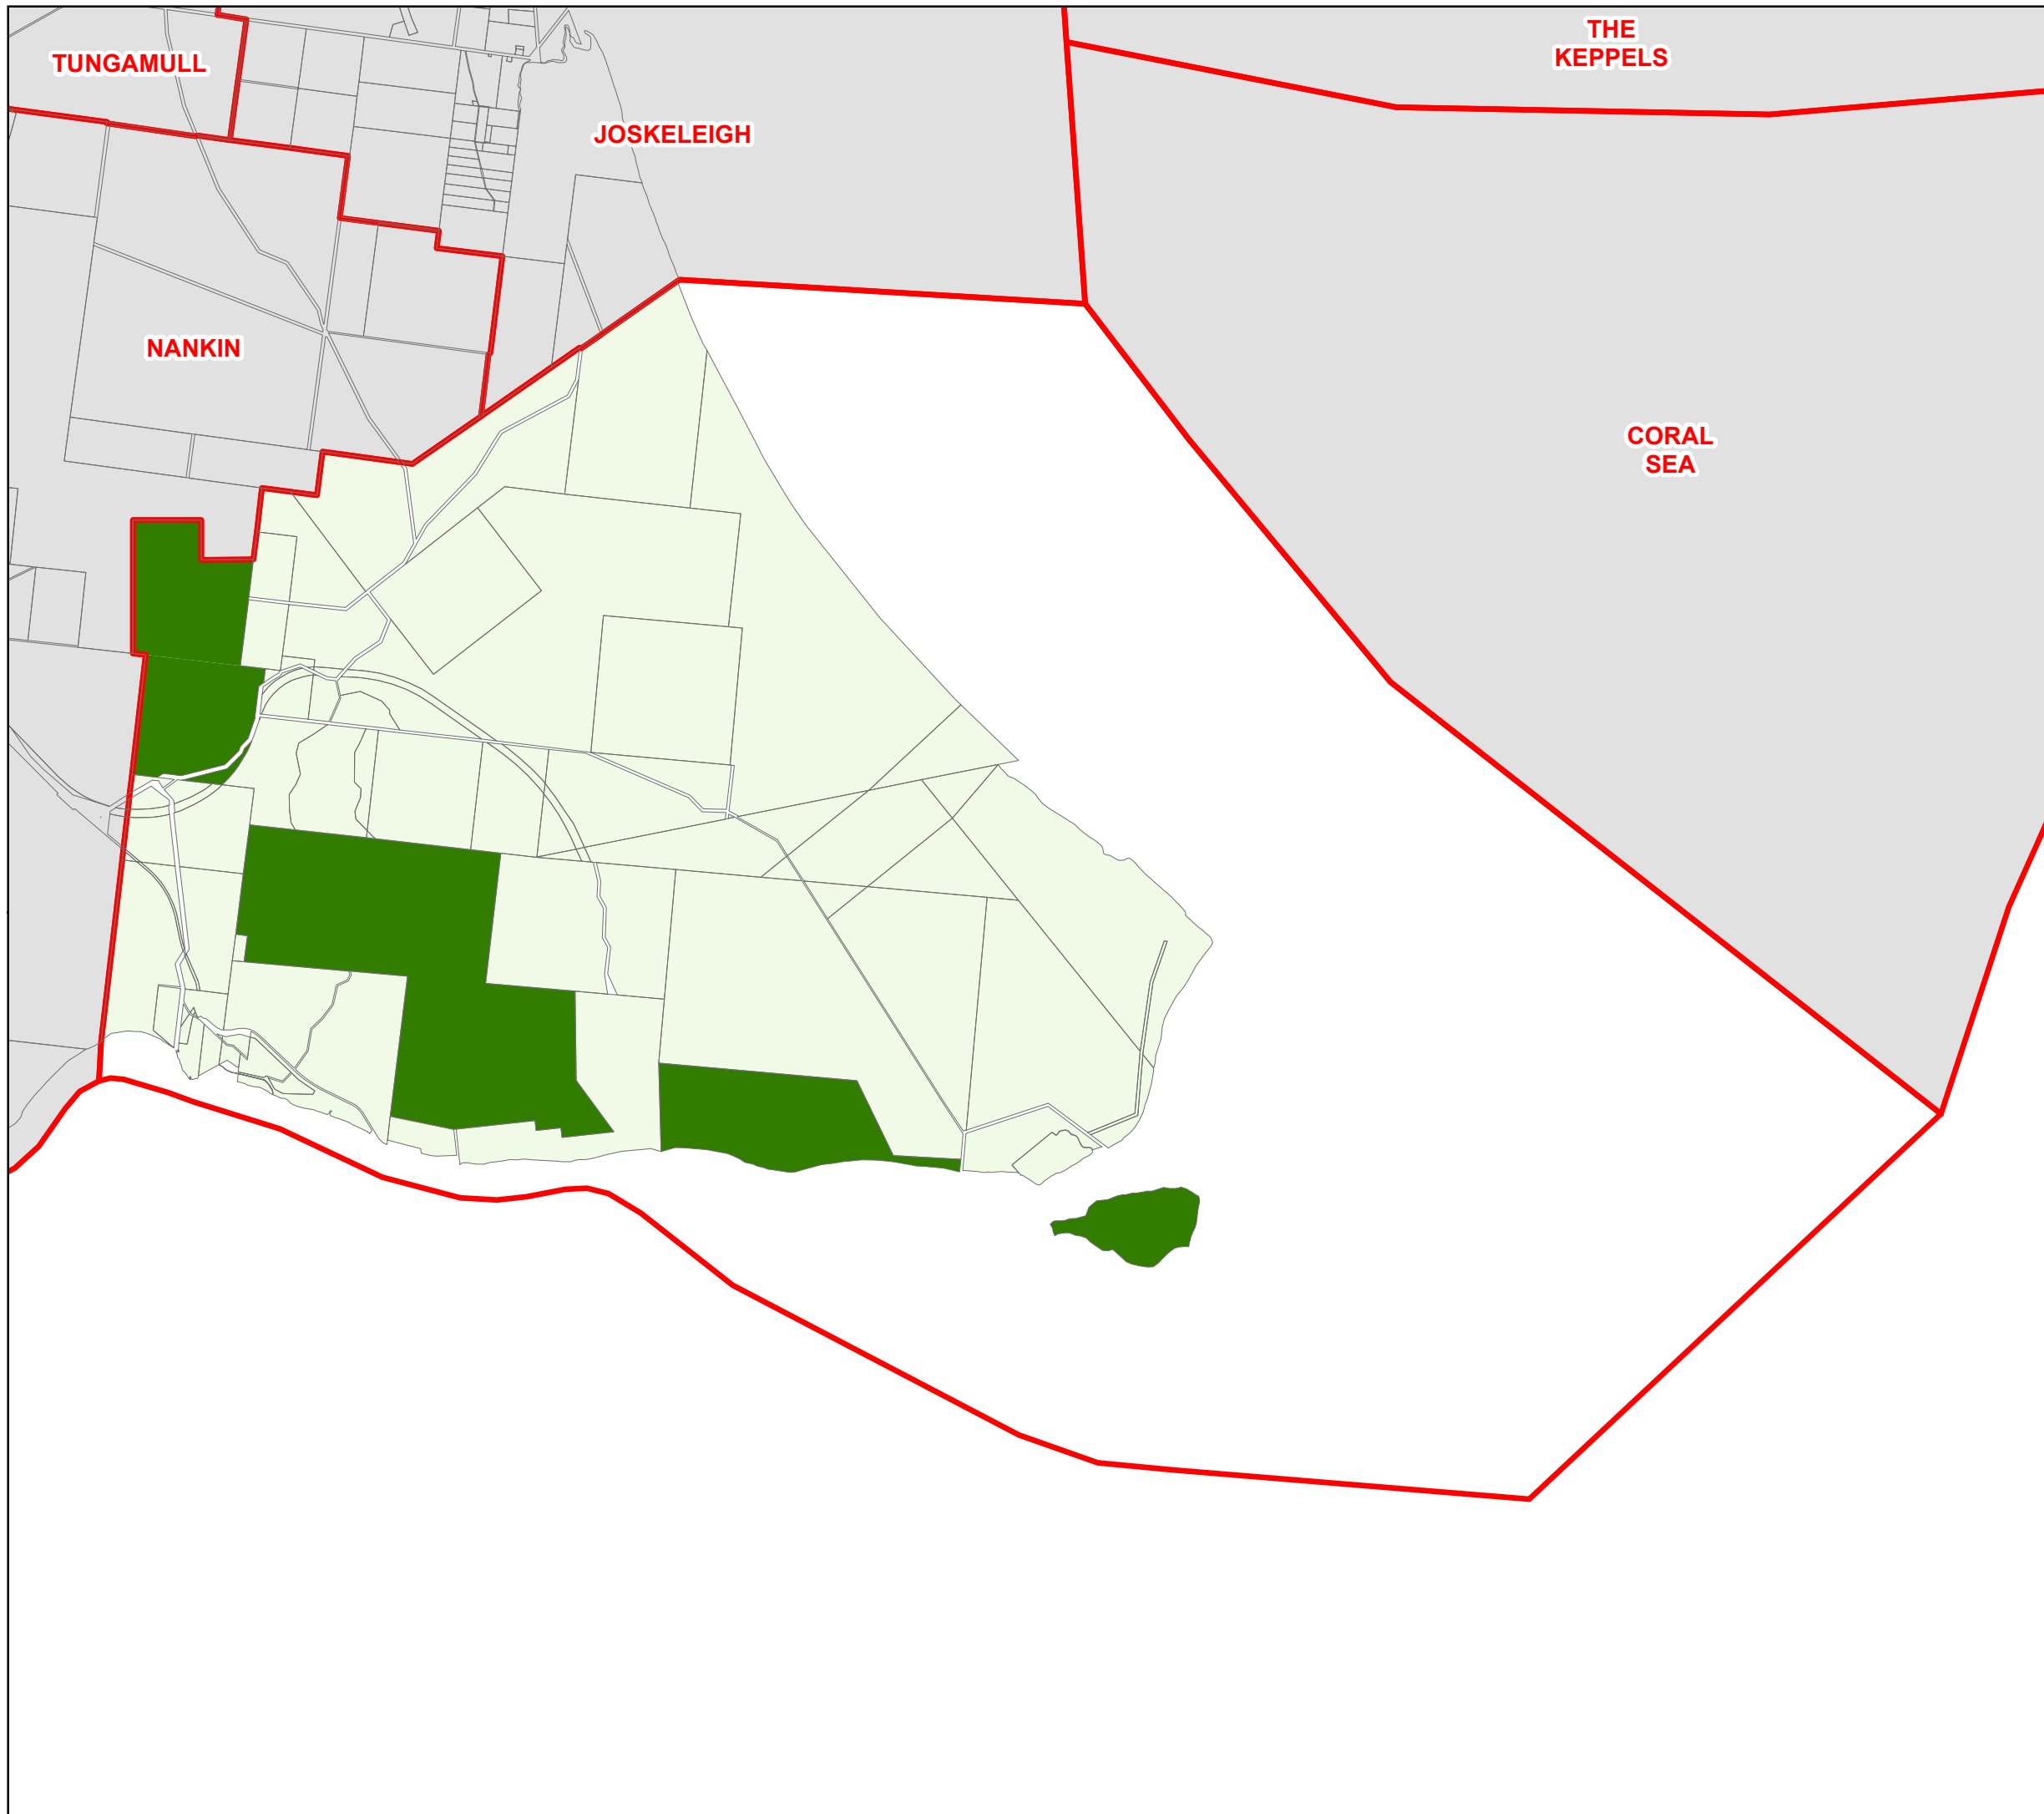 THE
KEPPELS
TUNGAMULL
JOSKELEIGH
NANKIN
CORAL
SEA